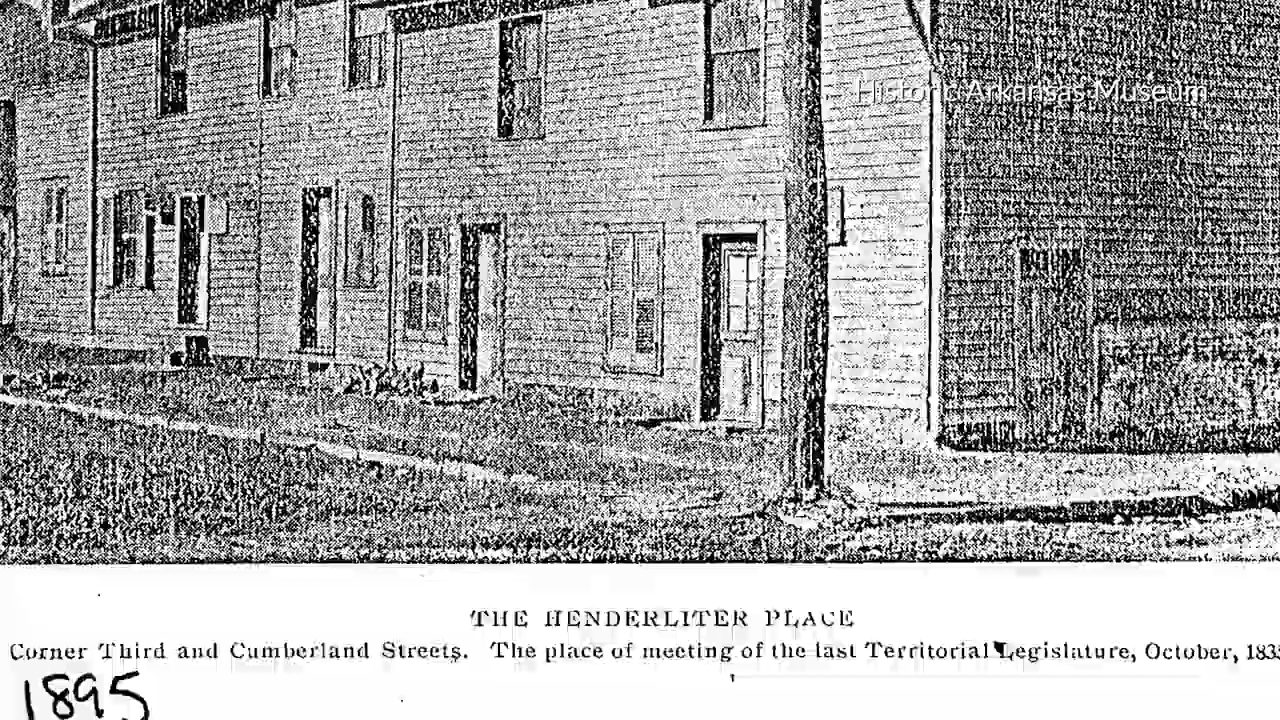 Historic Arkansas Museum
THE HENDERLITER PLACE
Corner Third and Cumberland Streets. The place of meeting of the last Territorial Legislature, October,
1895